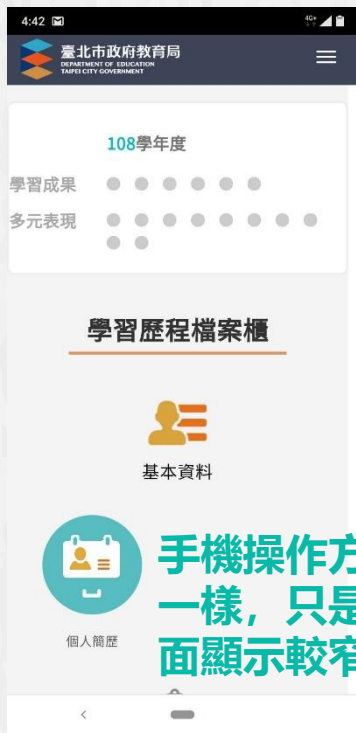 4:42
4G+
臺北市政府教育局
DEPARTMENT OF EDUCATION
TAIPEI CITY GOVERNMENT
108學年度
學習成果
多元表現
學習歷程檔案櫃
基本資料
手機操作方
一樣，只是
面顯示較窄
個人簡歷